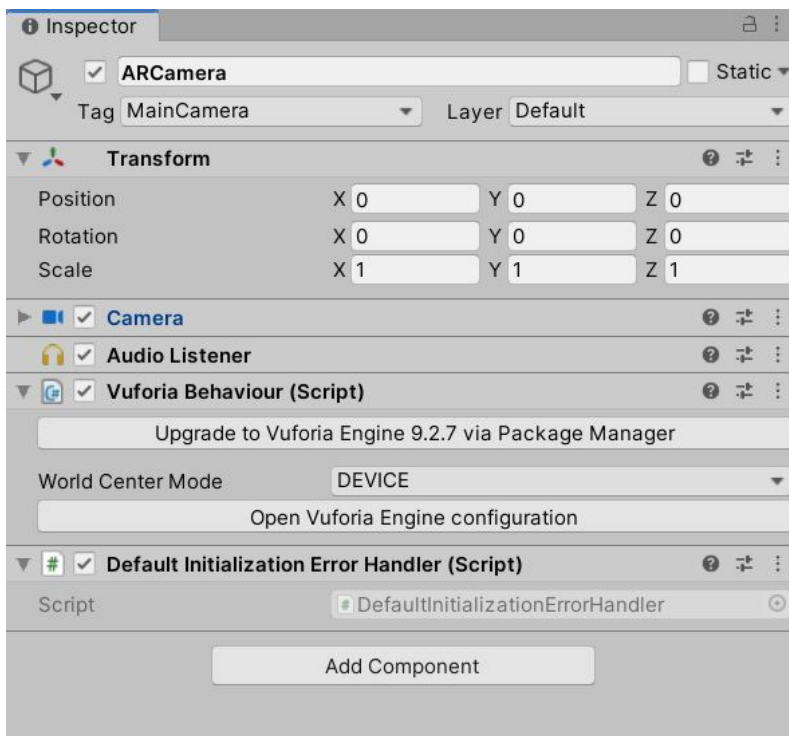 Inspector
ARCamera Static
Tag MainCamera Layer Default
Transform
Position X 0 Y 0 Z 0
Rotation X 0 Y 0 Z 0
Scale X 1 Y 1 Z 1
Camera
Audio Listener
Vuforia Behaviour (Script)
Upgrade to Vuforia Engine 9.2.7 via Package Manager
World Center Mode DEVICE
Open Vuforia Engine configuration
Default Initialization Error Handler (Script)
Script DefaultInitializationErrorHandler
Add Component